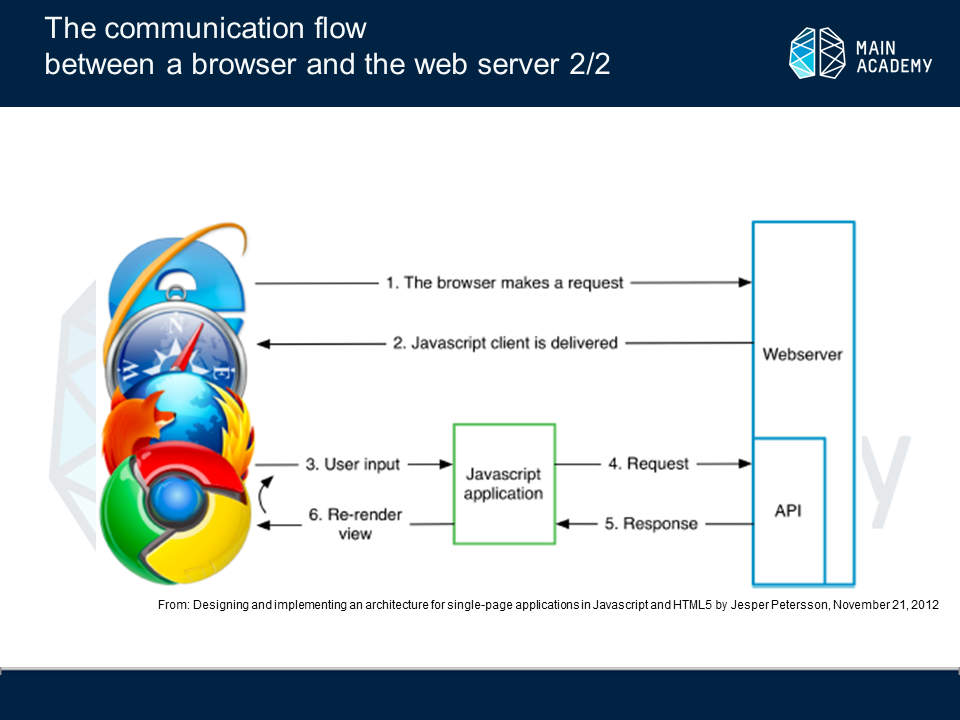 The communication flow
between a browser and the web server 2/2
MAIN
ACADEMY
1. The browser makes a request
2. Javascript client is delivered
Webserver
3. User input
Javascript
application
4. Request
6. Re-render
view
5. Response
API
N
W
E
y
From: Designing and implementing an architecture for single-page applications in Javascript and HTML5 by Jesper Petersson, November 21, 2012